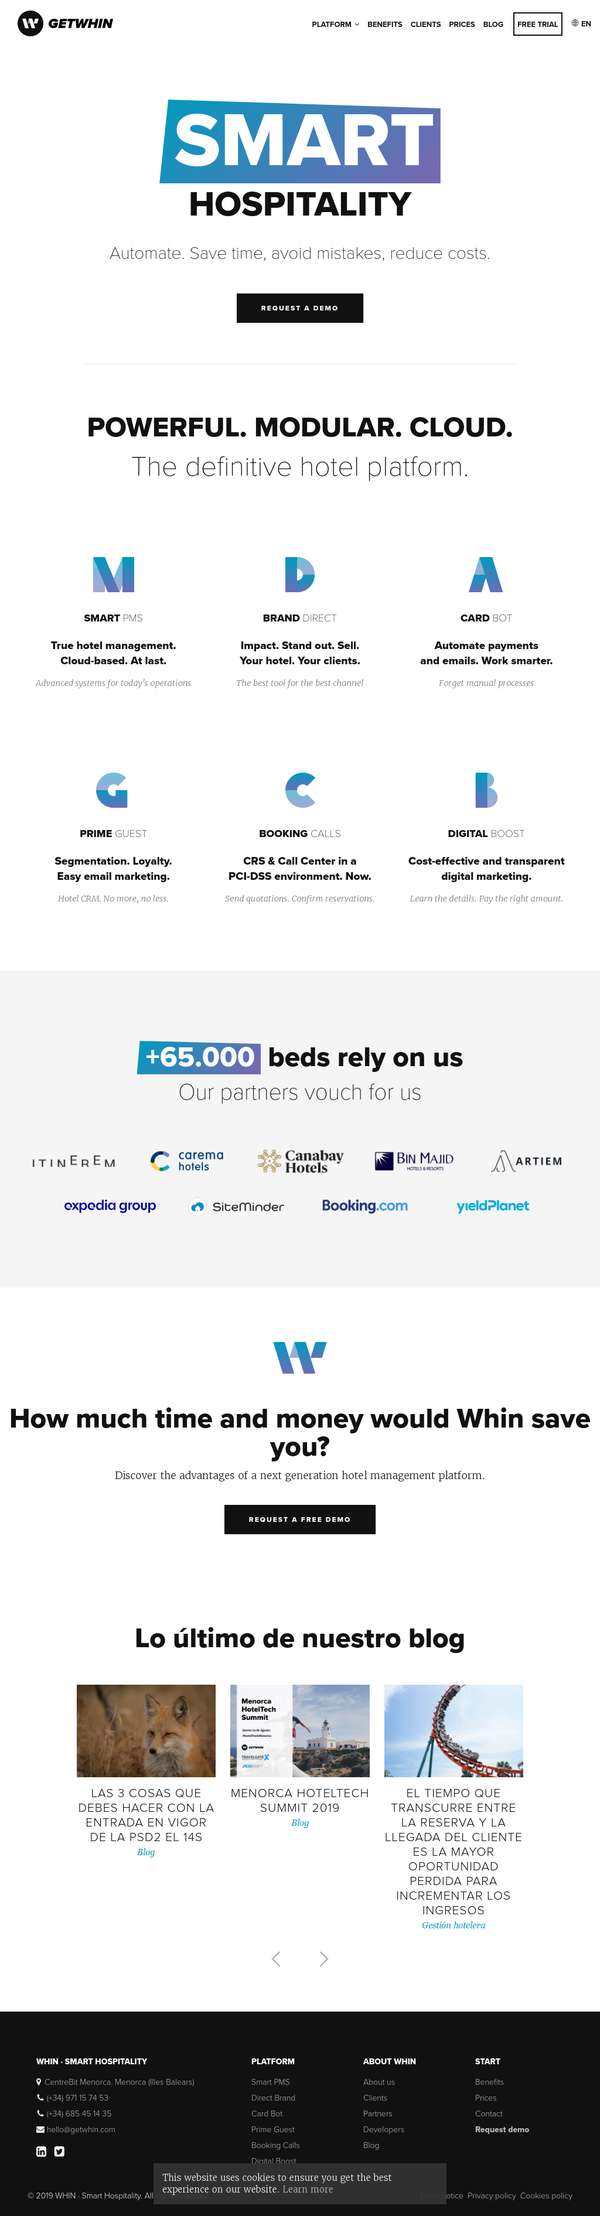 GETWHIN
PLATFORM BENEFITS CLIENTS PRICES BLOG FREE TRIAL EN
SMART
HOSPITALITY
Automate. Save time, avoid mistakes, reduce costs.
REQUEST A DEMO
POWERFUL. MODULAR. CLOUD.
The definitive hotel platform.
M D A
SMART PMS
True hotel management.
Cloud-based. At last.
Advanced systems for today's operations
BRAND DIRECT
Impact. Stand out. Sell.
Your hotel. Your clients.
The best tool for the best channel
CARD BOT
Automate payments
and emails. Work smarter.
Forget manual processes
G C B
PRIME GUEST
Segmentation. Loyalty.
Easy email marketing.
Hotel CRM. No more, no less.
BOOKING CALLS
CRS & Call Center in a
PCI-DSS environment. Now.
Send quotations. Confirm reservations.
DIGITAL BOOST
Cost-effective and transparent
digital marketing.
Learn the details. Pay the right amount.
+65.000 beds rely on us
Our partners vouch for us
ITINEREM
carema
hotels
Canabay
Hotels
BIN MAJID
HOTELS & RESORTS
ARTIEM
expedia group
SiteMinder
Booking.com
yieldPlanet
W
How much time and money would Whin save
you?
Discover the advantages of a next generation hotel management platform.
REQUEST A FREE DEMO
Lo último de nuestro blog
LAS 3 COSAS QUE
DEBES HACER CON LA
ENTRADA EN VIGOR
DE LA PSD2 EL 14S
Blog
Menorca
HotelTech
Summit
GETWHIN
MENORCA HOTELTECH
SUMMIT 2019
Blog
EL TIEMPO QUE
TRANSCURRE ENTRE
LA RESERVA Y LA
LLEGADA DEL CLIENTE
ES LA MAYOR
OPORTUNIDAD
PERDIDA PARA
INCREMENTAR LOS
INGRESOS
Gestión hotelera
WHIN · SMART HOSPITALITY
CentreBit Menorca. Menorca (Illes Balears)
(+34) 971 15 74 53
(+34) 685 45 14 35
hello@getwhin.com
PLATFORM
Smart PMS
Direct Brand
Card Bot
Prime Guest
Booking Calls
Digital Boost
ABOUT WHIN
About us
Clients
Partners
Developers
Blog
START
Benefits
Prices
Contact
Request demo
This website uses cookies to ensure you get the best
experience on our website. Learn more
© 2019 WHIN · Smart Hospitality. All
notice Privacy policy Cookies policy